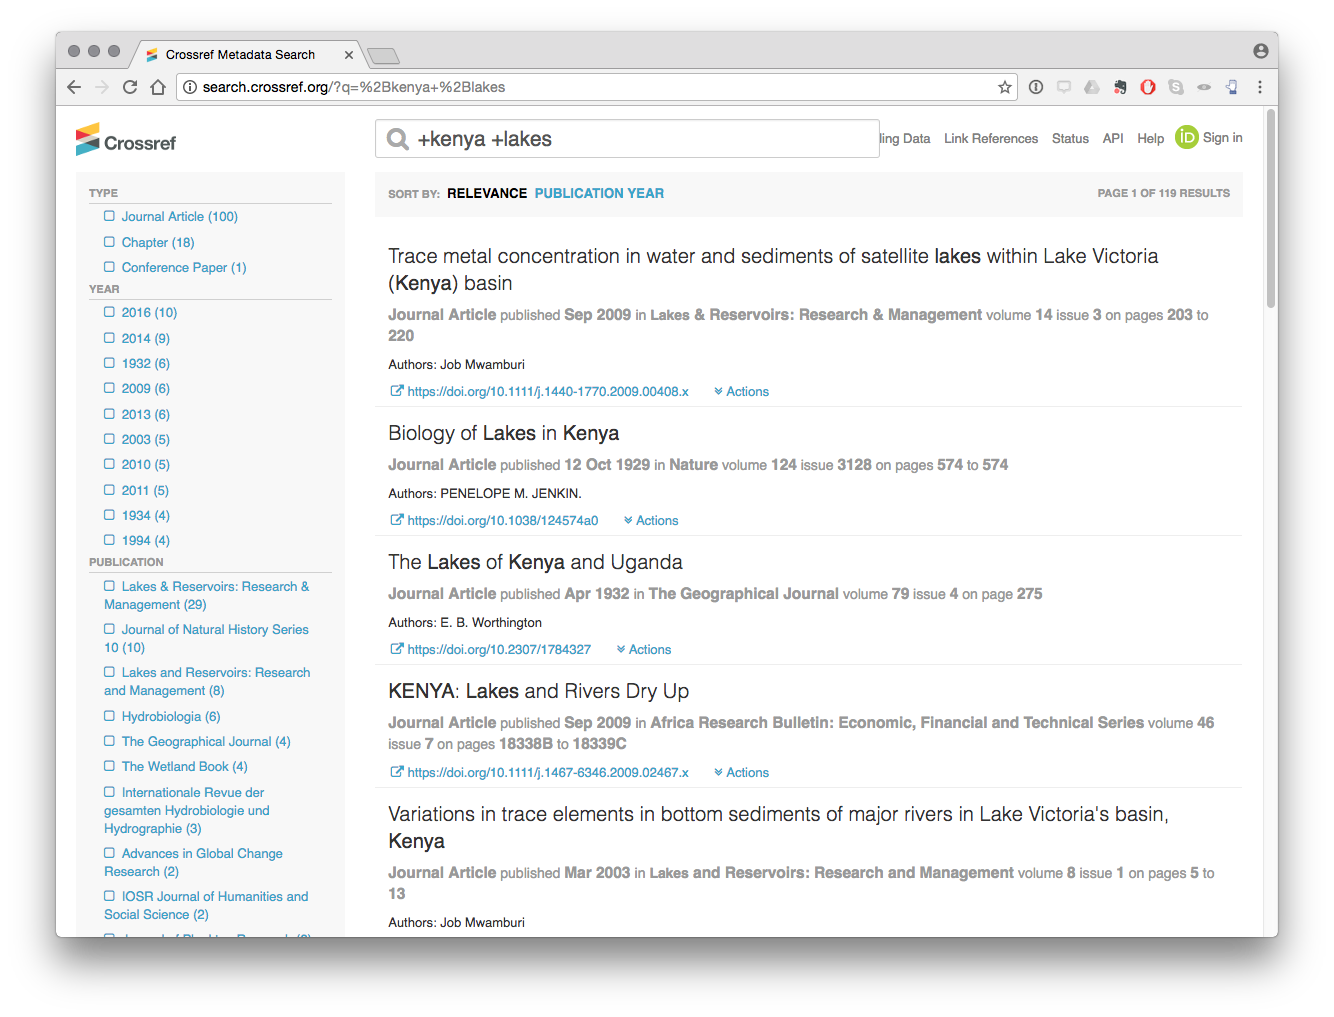 Crossref Metadata Search
search.crossref.org/?q=%2Bkenya+%2Blakes
Crossref
+kenya +lakes
ling Data Link References Status API Help iD Sign in
TYPE
Journal Article (100)
Chapter (18)
Conference Paper (1)
YEAR
2016 (10)
2014 (9)
1932 (6)
2009 (6)
2013 (6)
2003 (5)
2010 (5)
2011 (5)
1934 (4)
1994 (4)
PUBLICATION
Lakes & Reservoirs: Research &
Management (29)
Journal of Natural History Series
10 (10)
Lakes and Reservoirs: Research
and Management (8)
Hydrobiologia (6)
The Geographical Journal (4)
The Wetland Book (4)
Internationale Revue der
gesamten Hydrobiologie und
Hydrographie (3)
Advances in Global Change
Research (2)
IOSR Journal of Humanities and
Social Science (2)
SORT BY: RELEVANCE PUBLICATION YEAR
PAGE 1 OF 119 RESULTS
Trace metal concentration in water and sediments of satellite lakes within Lake Victoria
(Kenya) basin
Journal Article published Sep 2009 in Lakes & Reservoirs: Research & Management volume 14 issue 3 on pages 203 to
220
Authors: Job Mwamburi
https://doi.org/10.1111/j.1440-1770.2009.00408.x Actions
Biology of Lakes in Kenya
Journal Article published 12 Oct 1929 in Nature volume 124 issue 3128 on pages 574 to 574
Authors: PENELOPE M. JENKIN.
https://doi.org/10.1038/124574a0 Actions
The Lakes of Kenya and Uganda
Journal Article published Apr 1932 in The Geographical Journal volume 79 issue 4 on page 275
Authors: E. B. Worthington
https://doi.org/10.2307/1784327 Actions
KENYA: Lakes and Rivers Dry Up
Journal Article published Sep 2009 in Africa Research Bulletin: Economic, Financial and Technical Series volume 46
issue 7 on pages 18338B to 18339C
https://doi.org/10.1111/j.1467-6346.2009.02467.x Actions
Variations in trace elements in bottom sediments of major rivers in Lake Victoria's basin,
Kenya
Journal Article published Mar 2003 in Lakes and Reservoirs: Research and Management volume 8 issue 1 on pages 5 to
13
Authors: Job Mwamburi